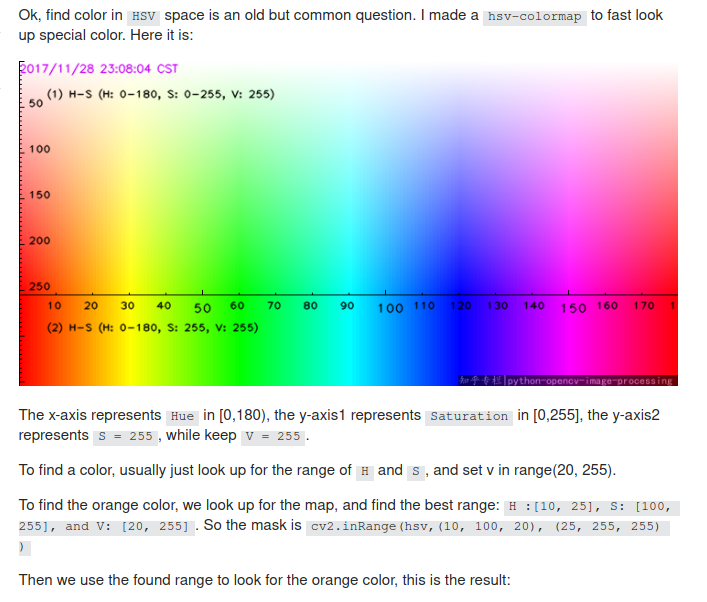 Ok, find color in HSV space is an old but common question. I made a hsv-colormap to fast look
up special color. Here it is:
2017/11/28 23:08:04 CST
(1) H-S (H: 0-180, S: 0-255, V: 255)
50
100
150
200
250
10 20 30 40 50 60 70 80 90 100 110 120 130 140 150 160 170 1
(2) H-S (H: 0-180, S: 255, V: 255)
知乎专栏|python-opencv-image-processing
The x-axis represents Hue in [0,180), the y-axis1 represents Saturation in [0,255], the y-axis2
represents S = 255 , while keep V = 255 .
To find a color, usually just look up for the range of H and S , and set v in range(20, 255).
To find the orange color, we look up for the map, and find the best range: H :[10, 25], S: [100,
255], and V: [20, 255] . So the mask is cv2.inRange(hsv,(10, 100, 20), (25, 255, 255)
)
Then we use the found range to look for the orange color, this is the result: